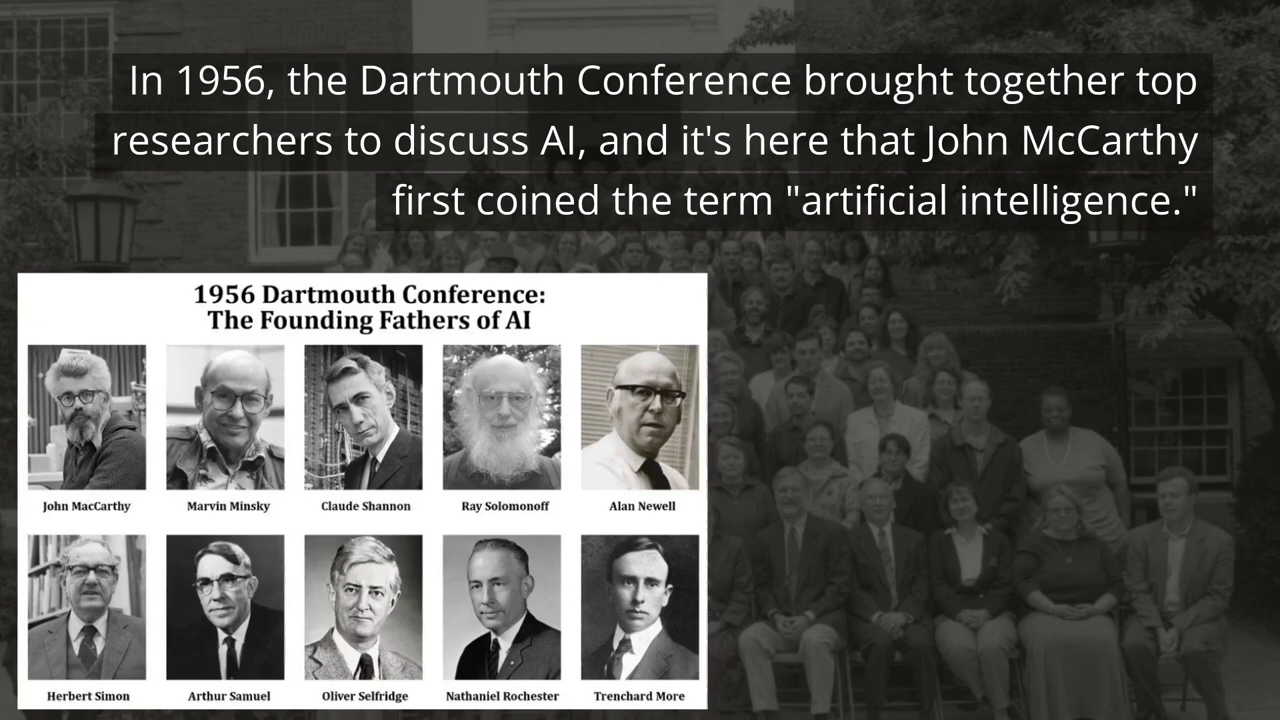 In 1956, the Dartmouth Conference brought together top
researchers to discuss AI, and it's here that John McCarthy
first coined the term "artificial intelligence."
1956 Dartmouth Conference:
The Founding Fathers of AI
John MacCarthy
Marvin Minsky
Claude Shannon
Ray Solomonoff
Alan Newell
Herbert Simon
Arthur Samuel
Oliver Selfridge
Nathaniel Rochester
Trenchard More